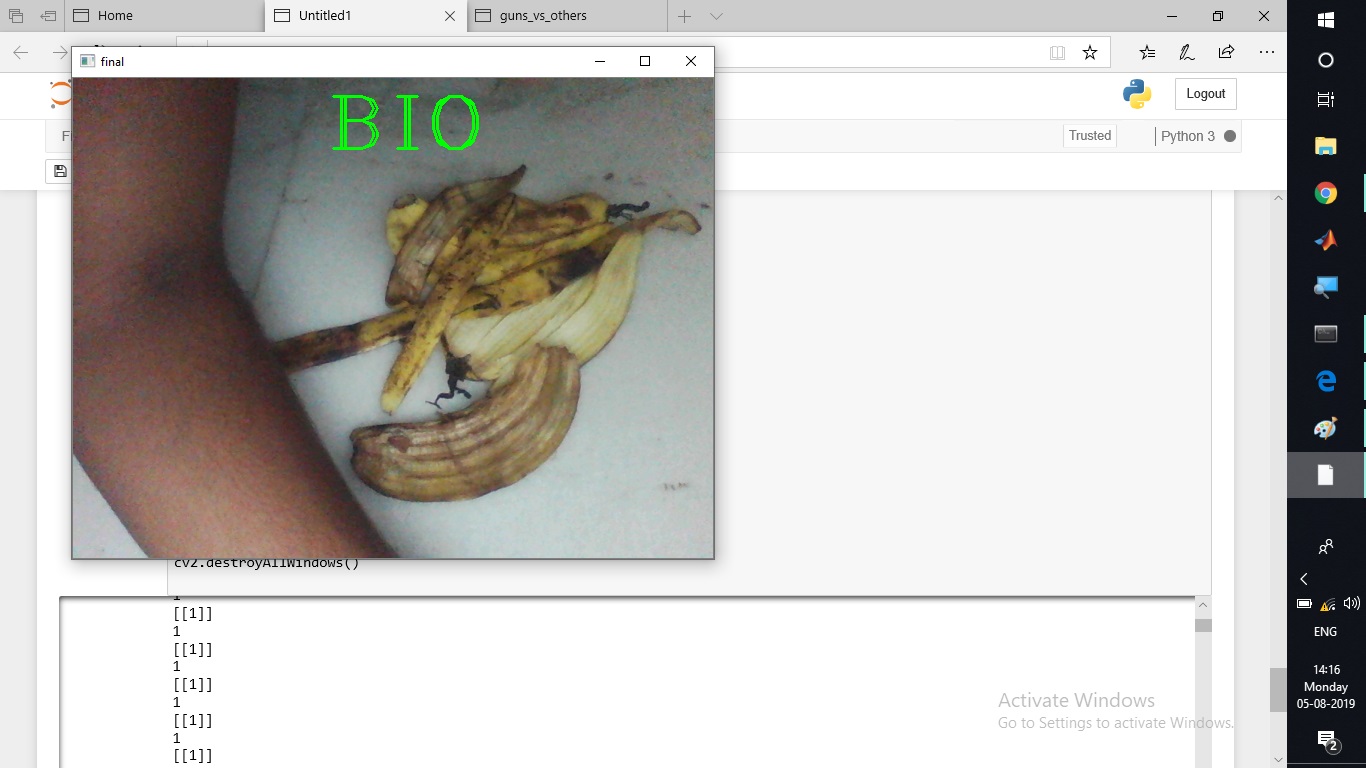 Home
Untitled1
guns_vs_others
final
Logout
Trusted
Python 3
BIO
cv2.destroyAllWindows()
1
[[1]]
1
[[1]]
1
[[1]]
1
[[1]]
1
[[1]]
Activate Windows
Go to Settings to activate Windows.
ENG
14:16
Monday
05-08-2019
2